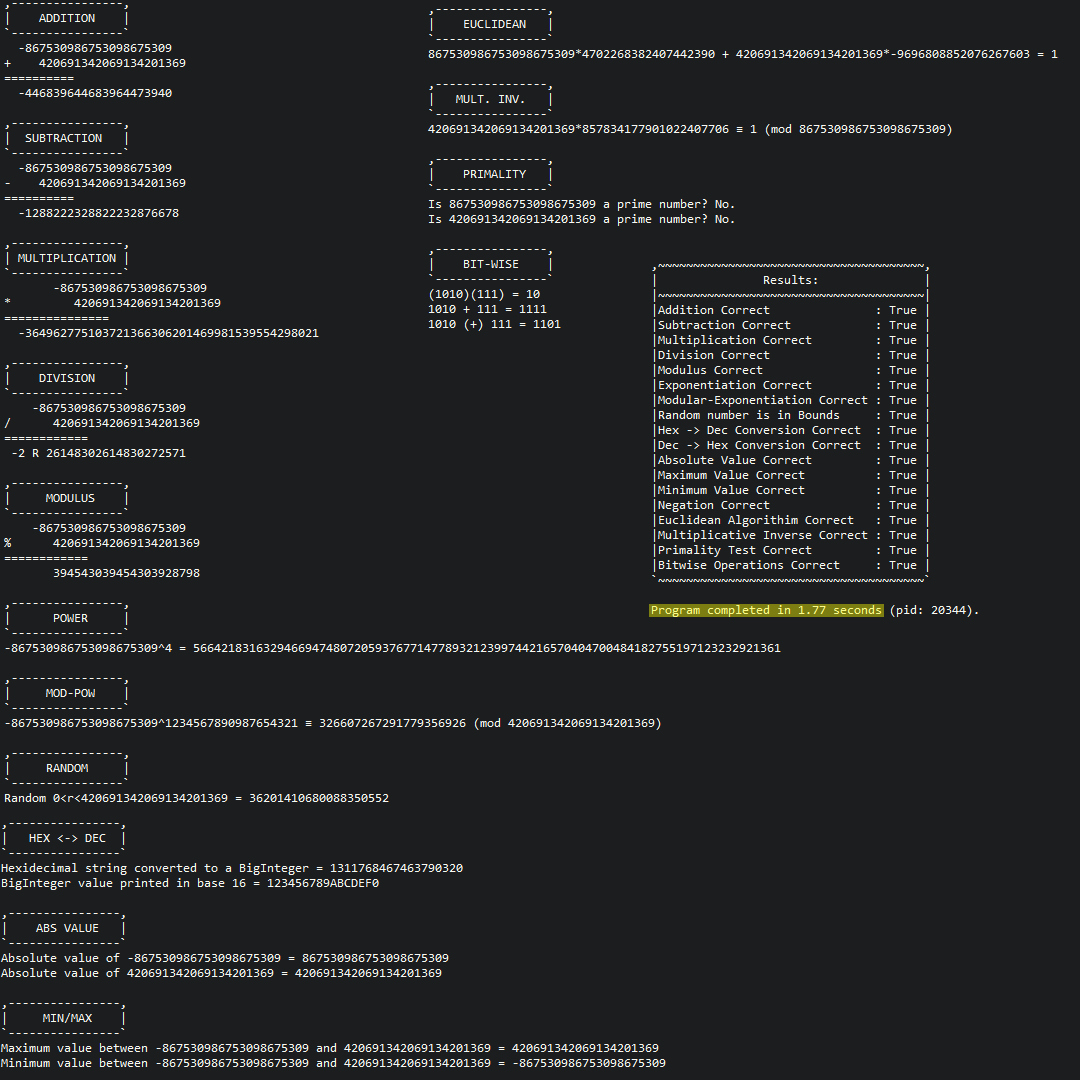 ADDITION
-867530986753098675309
+ 420691342069134201369
==========
-446839644683964473940
SUBTRACTION
-867530986753098675309
- 420691342069134201369
==========
-1288222328822232876678
MULTIPLICATION
-867530986753098675309
* 420691342069134201369
===============
-364962775103721366306201469981539554298021
DIVISION
-867530986753098675309
/ 420691342069134201369
============
-2 R 26148302614830272571
MODULUS
-867530986753098675309
% 420691342069134201369
============
394543039454303928798
POWER
-867530986753098675309^4 = 566421831632946694748072059376771477893212399744216570404700484182755197123232921361
MOD-POW
-867530986753098675309^1234567890987654321 ≡ 326607267291779356926 (mod 420691342069134201369)
RANDOM
Random 0<r<420691342069134201369 = 36201410680088350552
HEX <-> DEC
Hexidecimal string converted to a BigInteger = 1311768467463790320
BigInteger value printed in base 16 = 123456789ABCDEF0
ABS VALUE
Absolute value of -867530986753098675309 = 867530986753098675309
Absolute value of 420691342069134201369 = 420691342069134201369
MIN/MAX
Maximum value between -867530986753098675309 and 420691342069134201369 = 420691342069134201369
Minimum value between -867530986753098675309 and 420691342069134201369 = -867530986753098675309
EUCLIDEAN
867530986753098675309*4702268382407442390 + 420691342069134201369*-9696808852076267603 = 1
MULT. INV.
420691342069134201369*857834177901022407706 ≡ 1 (mod 867530986753098675309)
PRIMALITY
Is 867530986753098675309 a prime number? No.
Is 420691342069134201369 a prime number? No.
BIT-WISE
(1010)(111) = 10
1010 + 111 = 1111
1010 (+) 111 = 1101
Results:
Addition Correct : True
Subtraction Correct : True
Multiplication Correct : True
Division Correct : True
Modulus Correct : True
Exponentiation Correct : True
Modular-Exponentiation Correct : True
Random number is in Bounds : True
Hex -> Dec Conversion Correct : True
Dec -> Hex Conversion Correct : True
Absolute Value Correct : True
Maximum Value Correct : True
Minimum Value Correct : True
Negation Correct : True
Euclidean Algorithim Correct : True
Multiplicative Inverse Correct : True
Primality Test Correct : True
Bitwise Operations Correct : True
Program completed in 1.77 seconds (pid: 20344).